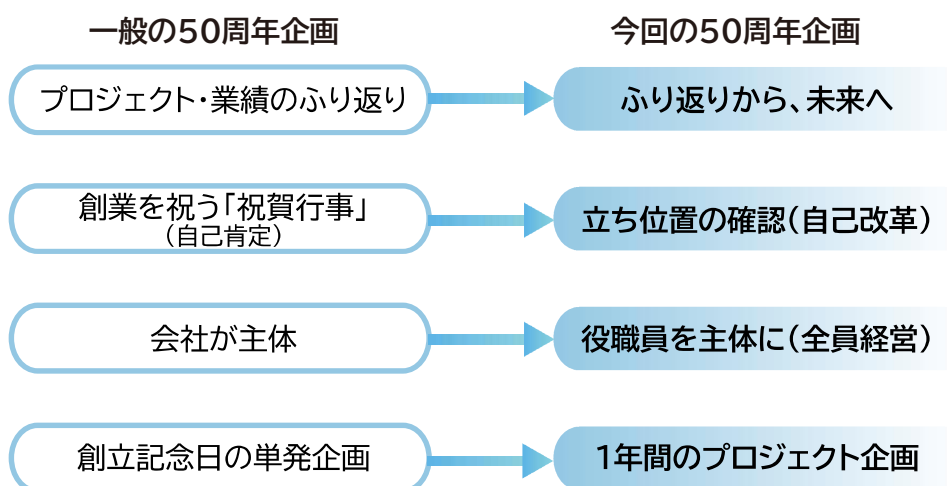 一般の50周年企画
今回の50周年企画
プロジェクト・業績のふり返り
ふり返りから、未来へ
創業を祝う「祝賀行事」
（自己肯定）
立ち位置の確認（自己改革）
会社が主体
役職員を主体に（全員経営）
創立記念日の単発企画
1年間のプロジェクト企画